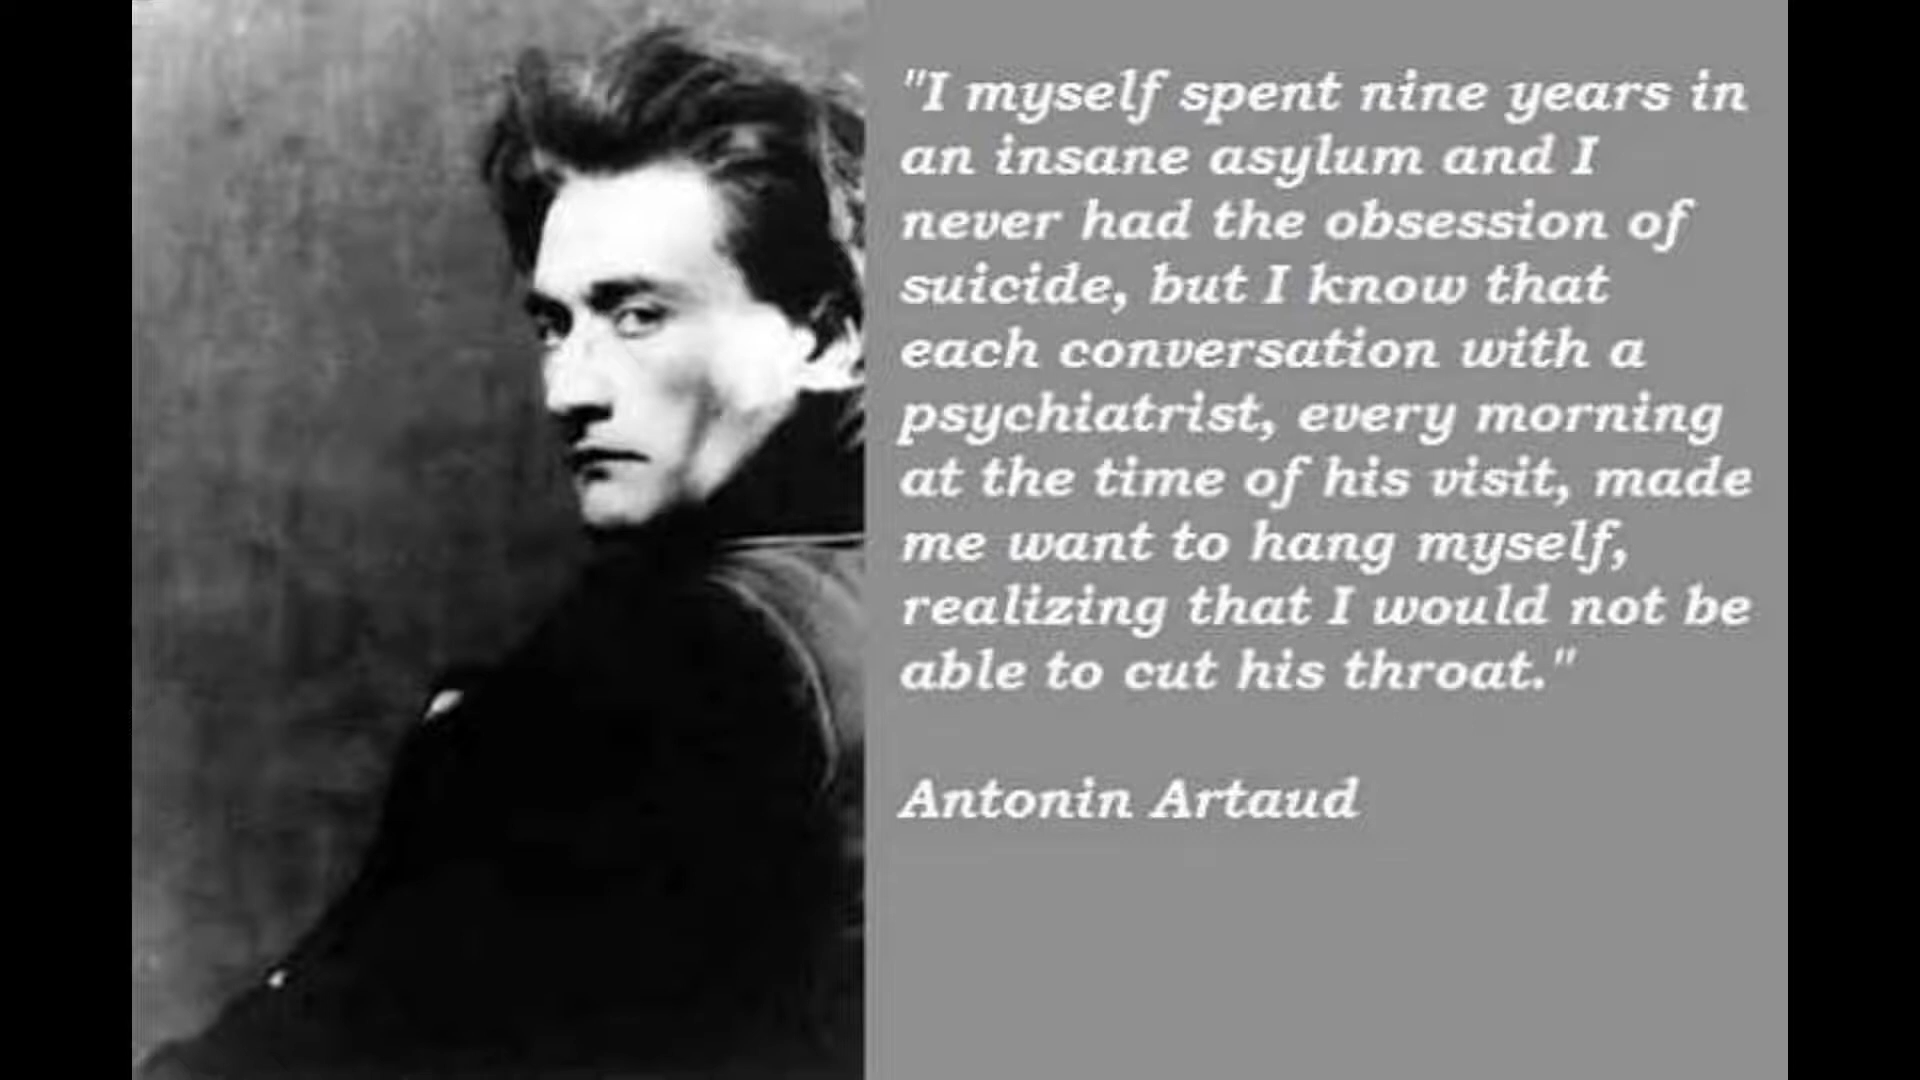 "I myself spent nine years in
an insane asylum and I
never had the obsession of
suicide, but I know that
each conversation with a
psychiatrist, every morning
at the time of his visit, made
me want to hang myself,
realizing that I would not be
able to cut his throat."
Antonin Artaud